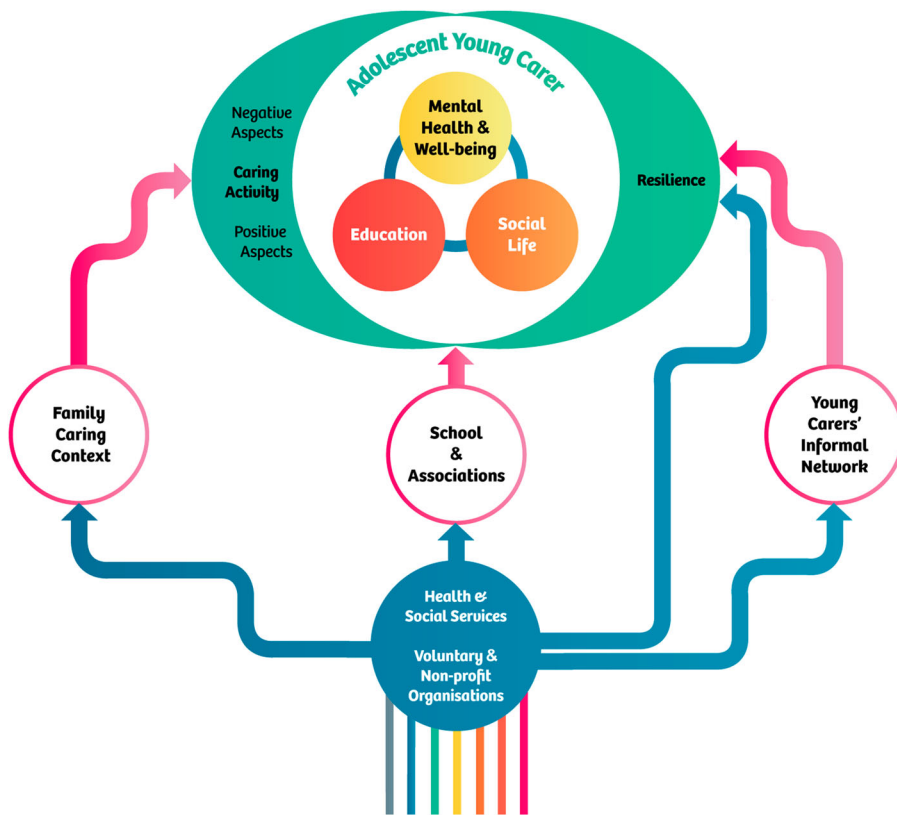 Adolescent Young Carer
Mental
Health &
Well-being
Negative
Aspects
Caring
Activity
Positive
Aspects
Education
Social
Life
Resilience
Family
Caring
Context
School
&
Associations
Young
Carers'
Informal
Network
Health &
Social Services
Voluntary &
Non-profit
Organisations